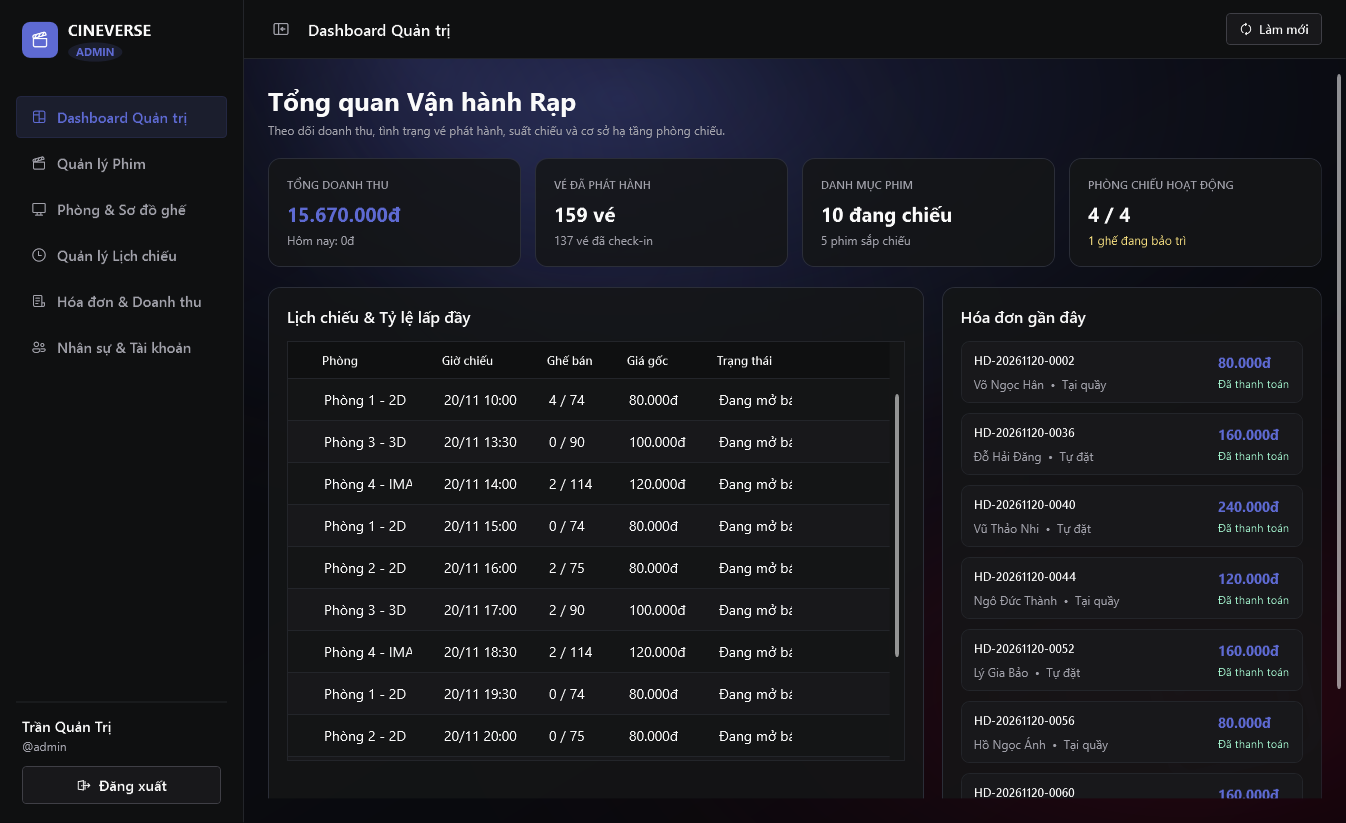 CINEVERSE
ADMIN
Dashboard Quản trị
Quản lý Phim
Phòng & Sơ đồ ghế
Quản lý Lịch chiếu
Hóa đơn & Doanh thu
Nhân sự & Tài khoản
Trần Quản Trị
@admin
Đăng xuất
Dashboard Quản trị
Làm mới
Tổng quan Vận hành Rạp
Theo dõi doanh thu, tình trạng vé phát hành, suất chiếu và cơ sở hạ tầng phòng chiếu.
TỔNG DOANH THU
15.670.000đ
Hôm nay: 0đ
VÉ ĐÃ PHÁT HÀNH
159 vé
137 vé đã check-in
DANH MỤC PHIM
10 đang chiếu
5 phim sắp chiếu
PHÒNG CHIẾU HOẠT ĐỘNG
4 / 4
1 ghế đang bảo trì
Lịch chiếu & Tỷ lệ lấp đầy
Phòng Giờ chiếu Ghế bán Giá gốc Trạng thái
Phòng 1 - 2D 20/11 10:00 4 / 74 80.000đ Đang mở bá
Phòng 3 - 3D 20/11 13:30 0 / 90 100.000đ Đang mở bá
Phòng 4 - IMA 20/11 14:00 2 / 114 120.000đ Đang mở bá
Phòng 1 - 2D 20/11 15:00 0 / 74 80.000đ Đang mở bá
Phòng 2 - 2D 20/11 16:00 2 / 75 80.000đ Đang mở bá
Phòng 3 - 3D 20/11 17:00 2 / 90 100.000đ Đang mở bá
Phòng 4 - IMA 20/11 18:30 2 / 114 120.000đ Đang mở bá
Phòng 1 - 2D 20/11 19:30 0 / 74 80.000đ Đang mở bá
Phòng 2 - 2D 20/11 20:00 0 / 75 80.000đ Đang mở bá
Hóa đơn gần đây
HD-20261120-0002 80.000đ
Võ Ngọc Hân • Tại quầy Đã thanh toán
HD-20261120-0036 160.000đ
Đỗ Hải Đăng • Tự đặt Đã thanh toán
HD-20261120-0040 240.000đ
Vũ Thảo Nhi • Tự đặt Đã thanh toán
HD-20261120-0044 120.000đ
Ngô Đức Thành • Tại quầy Đã thanh toán
HD-20261120-0052 160.000đ
Lý Gia Bảo • Tự đặt Đã thanh toán
HD-20261120-0056 80.000đ
Hồ Ngọc Ánh • Tại quầy Đã thanh toán
HD-20261120-0060 160.000đ